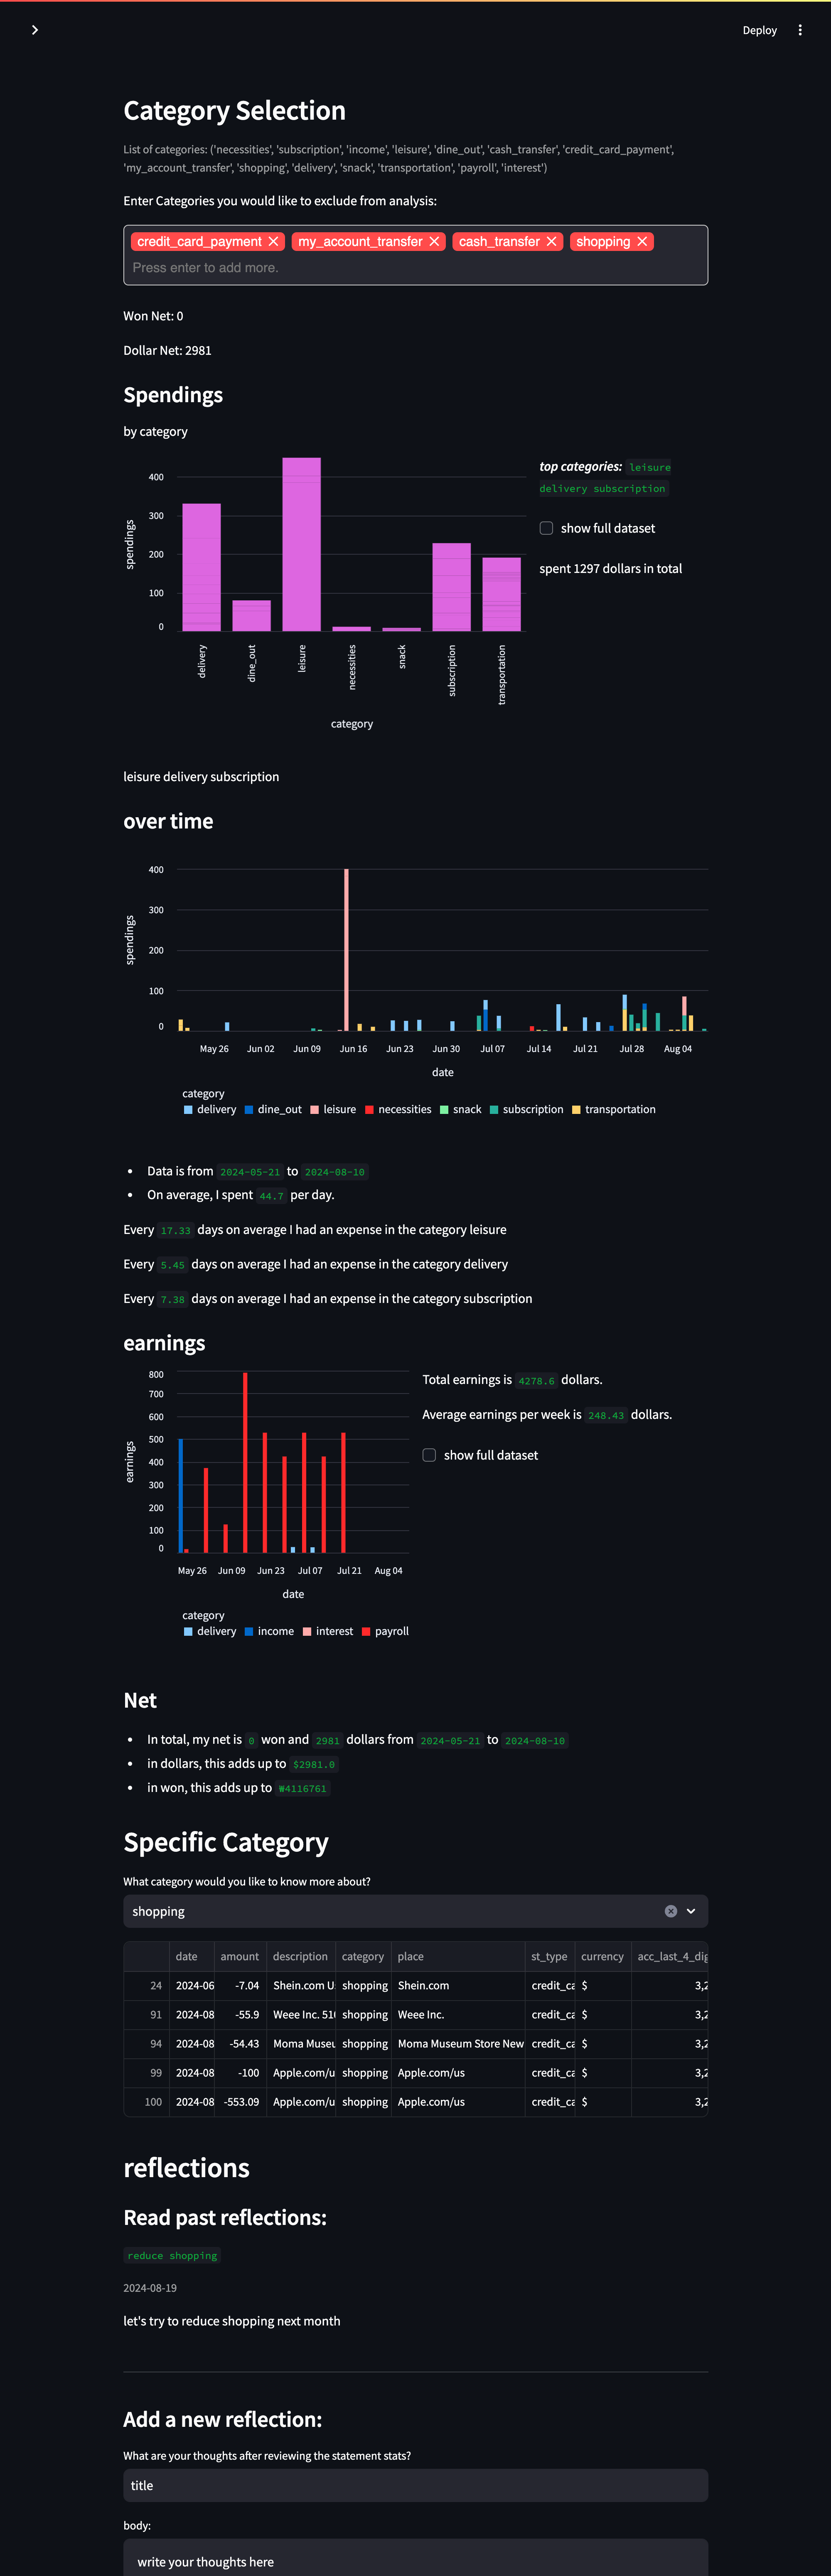 Deploy
Category Selection
List of categories: ('necessities', 'subscription', 'income', 'leisure', 'dine_out', 'cash_transfer', 'credit_card_payment',
'my_account_transfer', 'shopping', 'delivery', 'snack', 'transportation', 'payroll', 'interest')
Enter Categories you would like to exclude from analysis:
credit_card_payment my_account_transfer cash_transfer shopping
Press enter to add more.
Won Net: 0
Dollar Net: 2981
Spendings
by category
400
300
200
100
0
spendings
delivery
dine_out
leisure
necessities
snack
subscription
transportation
category
top categories: leisure
delivery subscription
show full dataset
spent 1297 dollars in total
leisure delivery subscription
over time
400
300
200
100
0
spendings
May 26 Jun 02 Jun 09 Jun 16 Jun 23 Jun 30 Jul 07 Jul 14 Jul 21 Jul 28 Aug 04
date
category
delivery dine_out leisure necessities snack subscription transportation
• Data is from 2024-05-21 to 2024-08-10
• On average, I spent 44.7 per day.
Every 17.33 days on average I had an expense in the category leisure
Every 5.45 days on average I had an expense in the category delivery
Every 7.38 days on average I had an expense in the category subscription
earnings
800
700
600
500
400
300
200
100
0
earnings
May 26 Jun 09 Jun 23 Jul 07 Jul 21 Aug 04
date
category
delivery income interest payroll
Total earnings is 4278.6 dollars.
Average earnings per week is 248.43 dollars.
show full dataset
Net
• In total, my net is 0 won and 2981 dollars from 2024-05-21 to 2024-08-10
• in dollars, this adds up to $2981.0
• in won, this adds up to ₩4116761
Specific Category
What category would you like to know more about?
shopping
date amount description category place st_type currency acc_last_4_dig
24 2024-06 -7.04 Shein.com U shopping Shein.com credit_ca $ 3,2
91 2024-08 -55.9 Weee Inc. 510 shopping Weee Inc. credit_ca $ 3,2
94 2024-08 -54.43 Moma Museu shopping Moma Museum Store New credit_ca $ 3,2
99 2024-08 -100 Apple.com/u shopping Apple.com/us credit_ca $ 3,2
100 2024-08 -553.09 Apple.com/u shopping Apple.com/us credit_ca $ 3,2
reflections
Read past reflections:
reduce shopping
2024-08-19
let's try to reduce shopping next month
Add a new reflection:
What are your thoughts after reviewing the statement stats?
title
body:
write your thoughts here